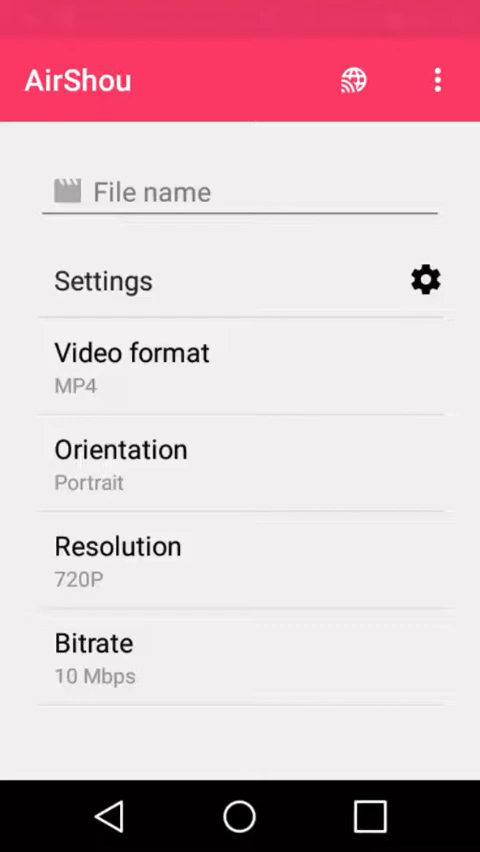 AirShou
File name
Settings
Video format
MP4
Orientation
Portrait
Resolution
720P
Bitrate
10 Mbps